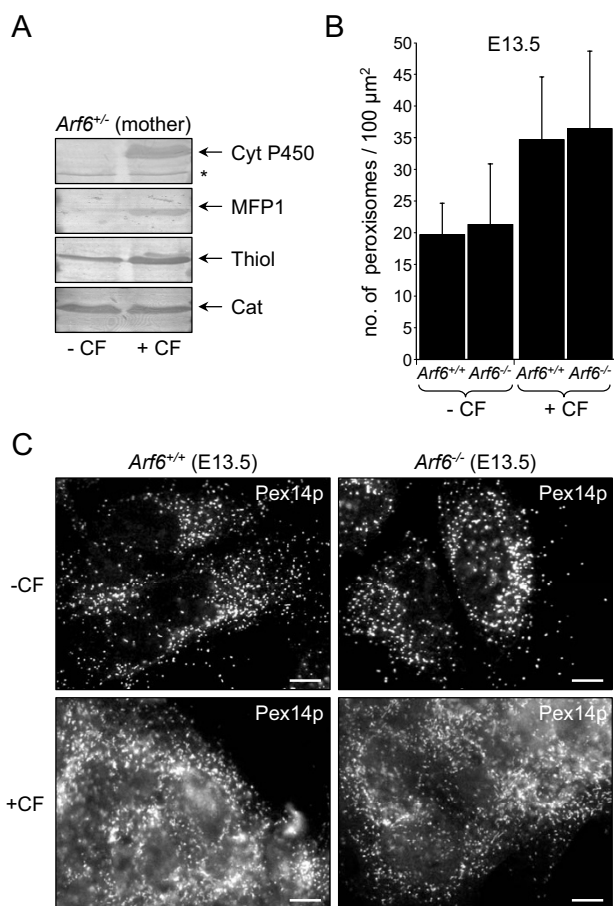 A
Arf6+/- (mother)
Cyt P450
*
MFP1
Thiol
Cat
- CF + CF
B
E13.5
no. of peroxisomes / 100 µm²
50
45
40
35
30
25
20
15
10
5
0
Arf6+/+ Arf6-/- Arf6+/+ Arf6-/-
- CF + CF
C
Arf6+/+ (E13.5) Arf6-/- (E13.5)
-CF
Pex14p Pex14p
+CF
Pex14p Pex14p